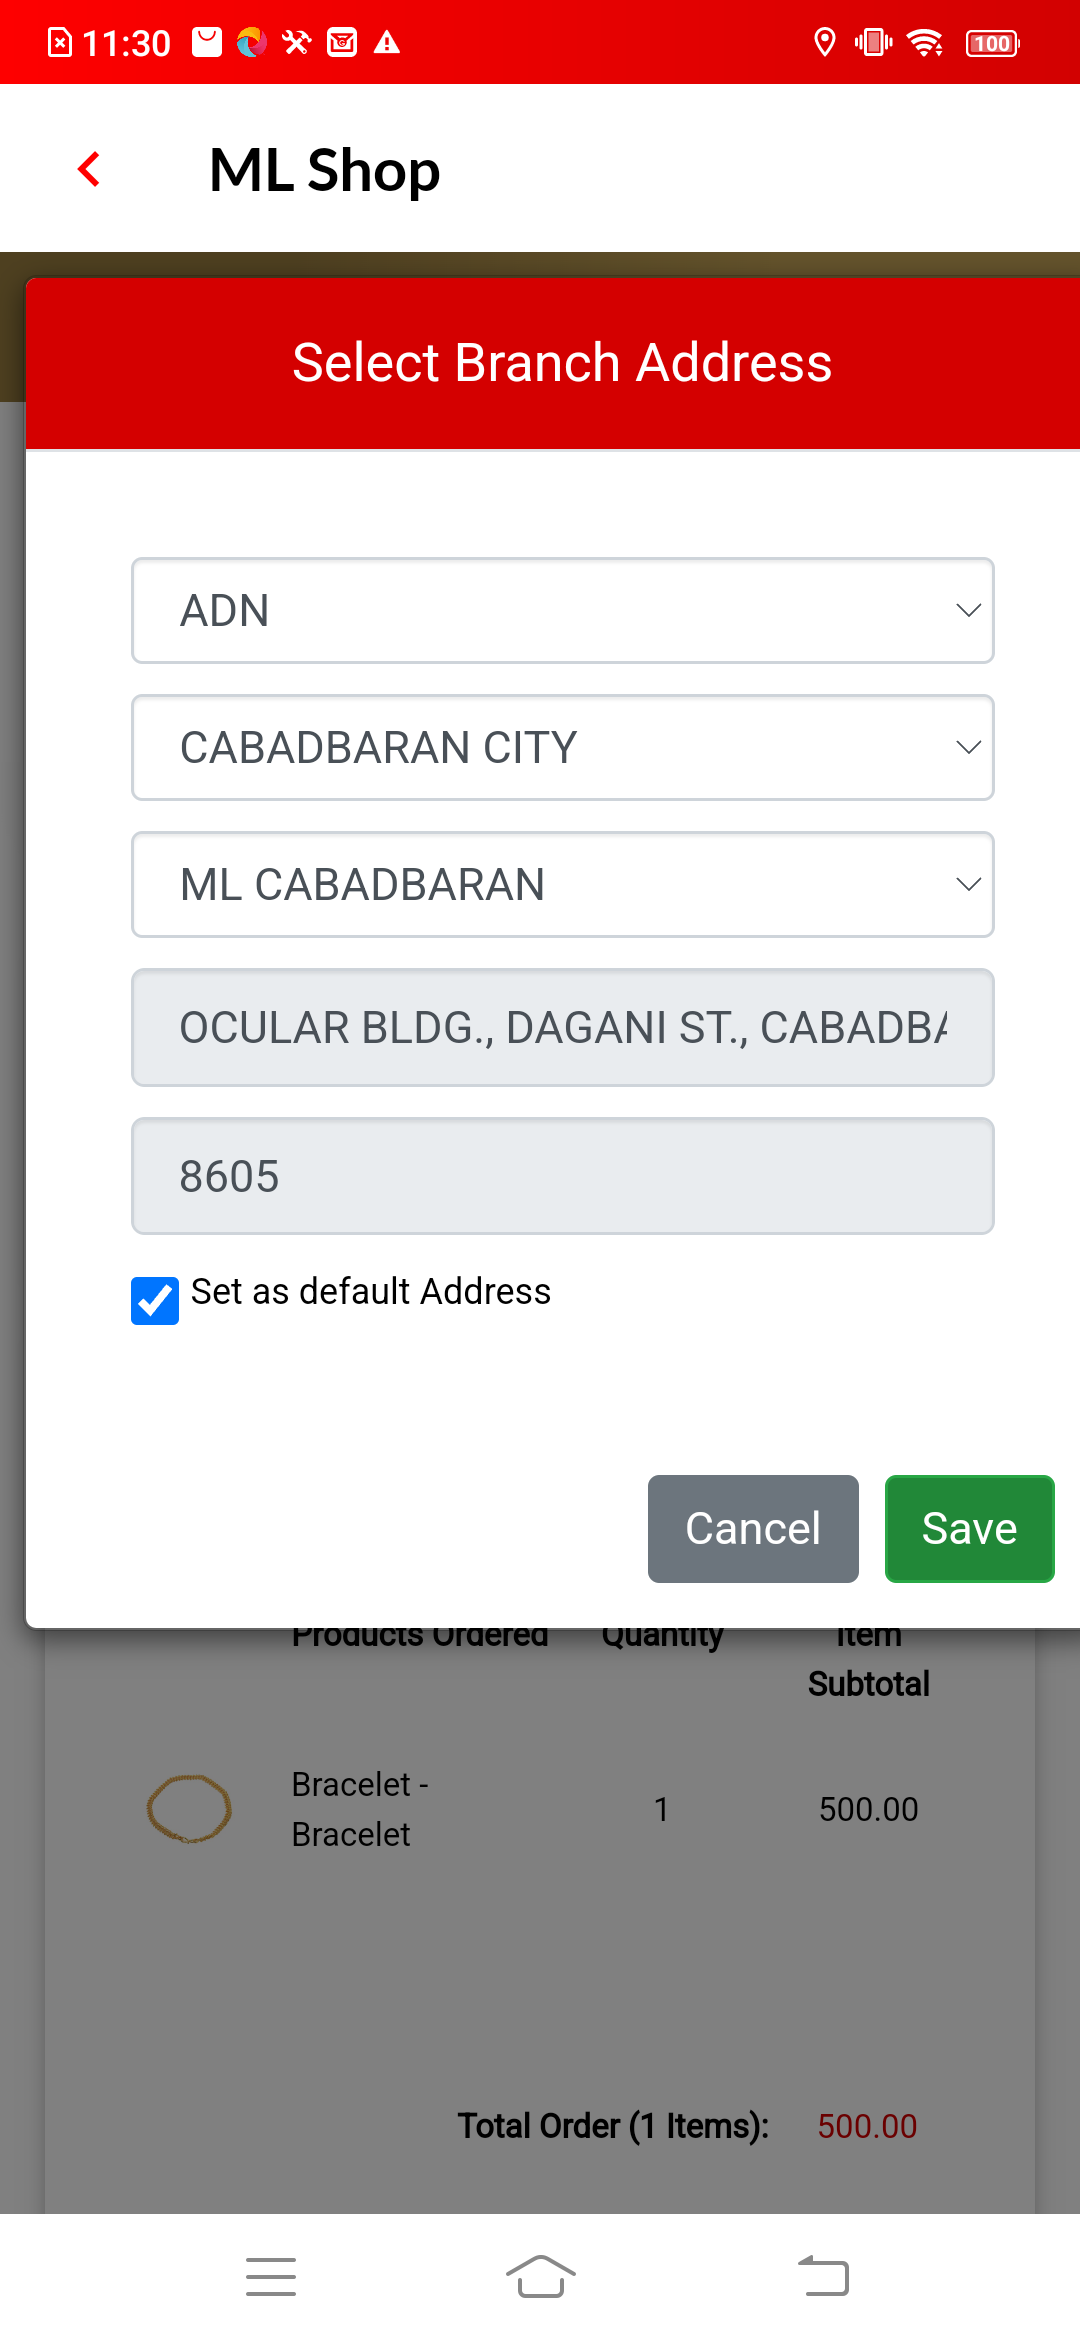 11:30
100
ML Shop
Select Branch Address
ADN
CABADBARAN CITY
ML CABADBARAN
OCULAR BLDG., DAGANI ST., CABADBA
8605
Set as default Address
Cancel Save
Products Ordered Quantity Item
Subtotal
Bracelet -
Bracelet
1 500.00
Total Order (1 Items): 500.00